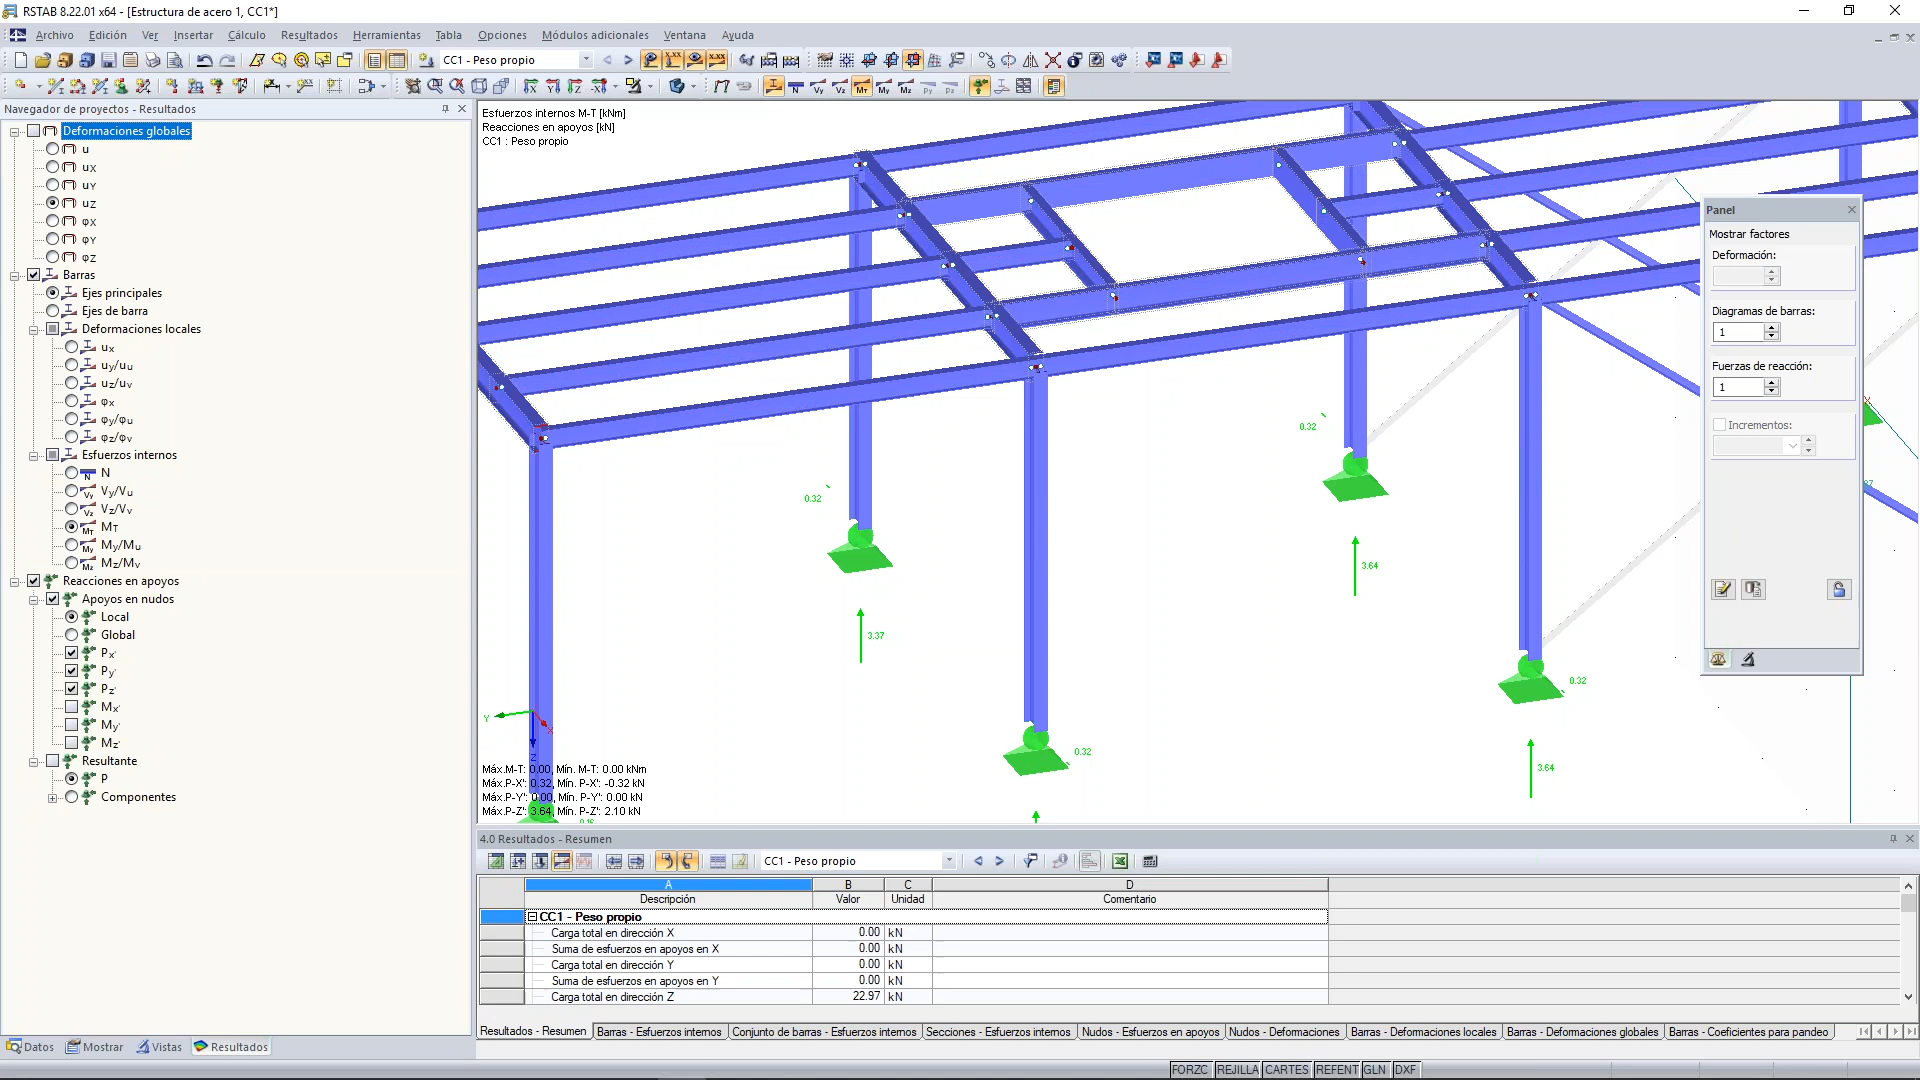 RSTAB 8.22.01 x64 - [Estructura de acero 1, CC1*]
Archivo Edición Ver Insertar Cálculo Resultados Herramientas Tabla Opciones Módulos adicionales Ventana Ayuda
CC1 - Peso propio
Navegador de proyectos - Resultados
Deformaciones globales
u
uX
uY
uZ
φX
φY
φZ
Barras
Ejes principales
Ejes de barra
Deformaciones locales
ux
uy/uu
uz/uv
φx
φy/φu
φz/φv
Esfuerzos internos
N
Vy/Vu
Vz/Vv
MT
My/Mu
Mz/Mv
Reacciones en apoyos
Apoyos en nudos
Local
Global
Px'
Py'
Pz'
Mx'
My'
Mz'
Resultante
P
Componentes
Datos Mostrar Vistas Resultados
Esfuerzos internos M-T [kNm]
Reacciones en apoyos [kN]
CC1 : Peso propio
0.32
0.32
3.64
3.37
0.32
0.32
3.64
Y
X
Z
Máx.M-T: 0.00, Mín. M-T: 0.00 kNm
Máx.P-X': 0.32, Mín. P-X': -0.32 kN
Máx.P-Y': 0.00, Mín. P-Y': 0.00 kN
Máx.P-Z': 3.64, Mín. P-Z': 2.10 kN
Panel
Mostrar factores
Deformación:
Diagramas de barras:
1
Fuerzas de reacción:
1
Incrementos:
4.0 Resultados - Resumen
CC1 - Peso propio
A B C D
Descripción Valor Unidad Comentario
CC1 - Peso propio
Carga total en dirección X 0.00 kN
Suma de esfuerzos en apoyos en X 0.00 kN
Carga total en dirección Y 0.00 kN
Suma de esfuerzos en apoyos en Y 0.00 kN
Carga total en dirección Z 22.97 kN
Resultados - Resumen Barras - Esfuerzos internos Conjunto de barras - Esfuerzos internos Secciones - Esfuerzos internos Nudos - Esfuerzos en apoyos Nudos - Deformaciones Barras - Deformaciones locales Barras - Deformaciones globales Barras - Coeficientes para pandeo
FORZC REJILLA CARTES REFENT GLN DXF